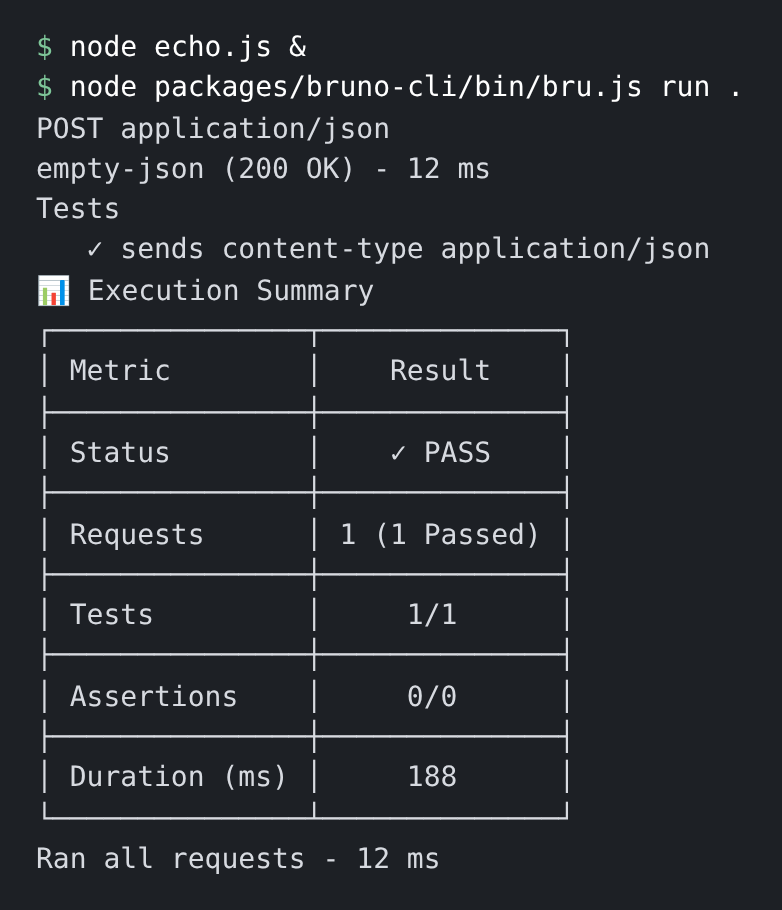 $ node echo.js &
$ node packages/bruno-cli/bin/bru.js run .
POST application/json
empty-json (200 OK) - 12 ms
Tests
✓ sends content-type application/json
📊 Execution Summary
Metric Result
Status ✓ PASS
Requests 1 (1 Passed)
Tests 1/1
Assertions 0/0
Duration (ms) 188
Ran all requests - 12 ms